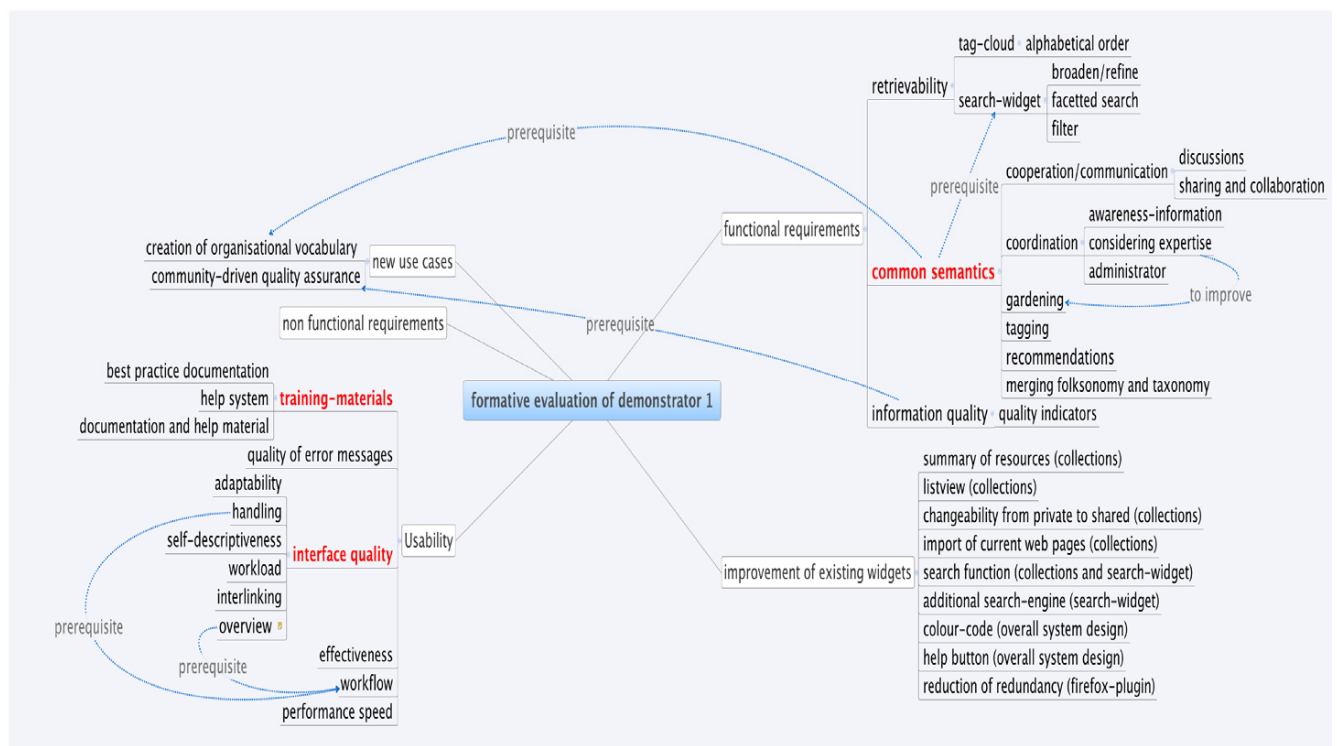 formative evaluation of demonstrator 1
functional requirements
retrievability
tag-cloud
alphabetical order
search-widget
broaden/refine
facetted search
filter
prerequisite
common semantics
cooperation/communication
discussions
sharing and collaboration
coordination
awareness-information
considering expertise
administrator
to improve
gardening
tagging
recommendations
merging folksonomy and taxonomy
information quality
quality indicators
improvement of existing widgets
summary of resources (collections)
listview (collections)
changeability from private to shared (collections)
import of current web pages (collections)
search function (collections and search-widget)
additional search-engine (search-widget)
colour-code (overall system design)
help button (overall system design)
reduction of redundancy (firefox-plugin)
prerequisite
new use cases
creation of organisational vocabulary
community-driven quality assurance
prerequisite
non functional requirements
Usability
training-materials
best practice documentation
help system
documentation and help material
quality of error messages
interface quality
adaptability
handling
self-descriptiveness
workload
interlinking
overview
prerequisite
prerequisite
effectiveness
workflow
performance speed